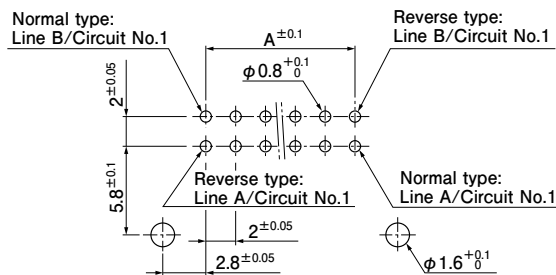 Normal type:
Line B/Circuit No.1
Reverse type:
Line B/Circuit No.1
A±0.1
φ0.8+0.1 0
2±0.05
5.8±0.1
Reverse type:
Line A/Circuit No.1
Normal type:
Line A/Circuit No.1
2±0.05
2.8±0.05
φ1.6+0.1 0